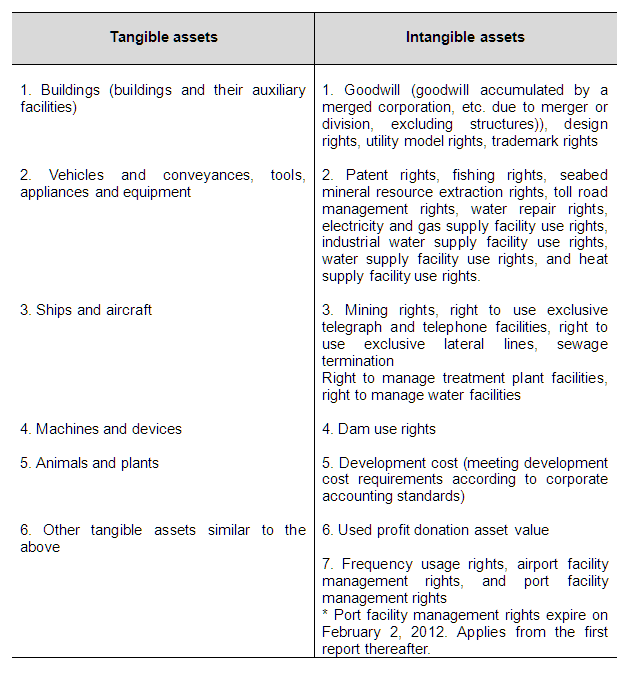 Tangible assets
Intangible assets
1. Buildings (buildings and their auxiliary
facilities)
1. Goodwill (goodwill accumulated by a
merged corporation, etc. due to merger or
division, excluding structures)), design
rights, utility model rights, trademark rights
2. Vehicles and conveyances, tools,
appliances and equipment
2. Patent rights, fishing rights, seabed
mineral resource extraction rights, toll road
management rights, water repair rights,
electricity and gas supply facility use rights,
industrial water supply facility use rights,
water supply facility use rights, and heat
supply facility use rights.
3. Ships and aircraft
3. Mining rights, right to use exclusive
telegraph and telephone facilities, right to
use exclusive lateral lines, sewage
termination
Right to manage treatment plant facilities,
right to manage water facilities
4. Machines and devices
4. Dam use rights
5. Animals and plants
5. Development cost (meeting development
cost requirements according to corporate
accounting standards)
6. Other tangible assets similar to the
above
6. Used profit donation asset value
7. Frequency usage rights, airport facility
management rights, and port facility
management rights
* Port facility management rights expire on
February 2, 2012. Applies from the first
report thereafter.